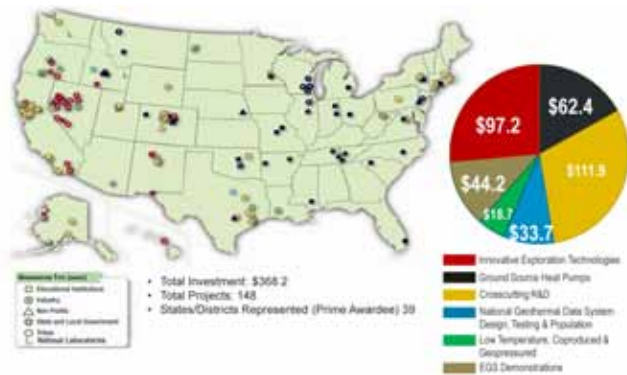 $97.2
$62.4
$111.9
$44.2
$18.7
$33.7
Educational Institutions
Industry
Non Profits
State and Local Government
Tribes
National Laboratories
• Total Investment: $368.2
• Total Projects: 148
• States/Districts Represented (Prime Awardee) 39
Innovative Exploration Technologies
Ground Source Heat Pumps
Crosscutting R&D
National Geothermal Data System
Design, Testing & Population
Low Temperature, Coproduced &
Geopressured
EGS Demonstrations